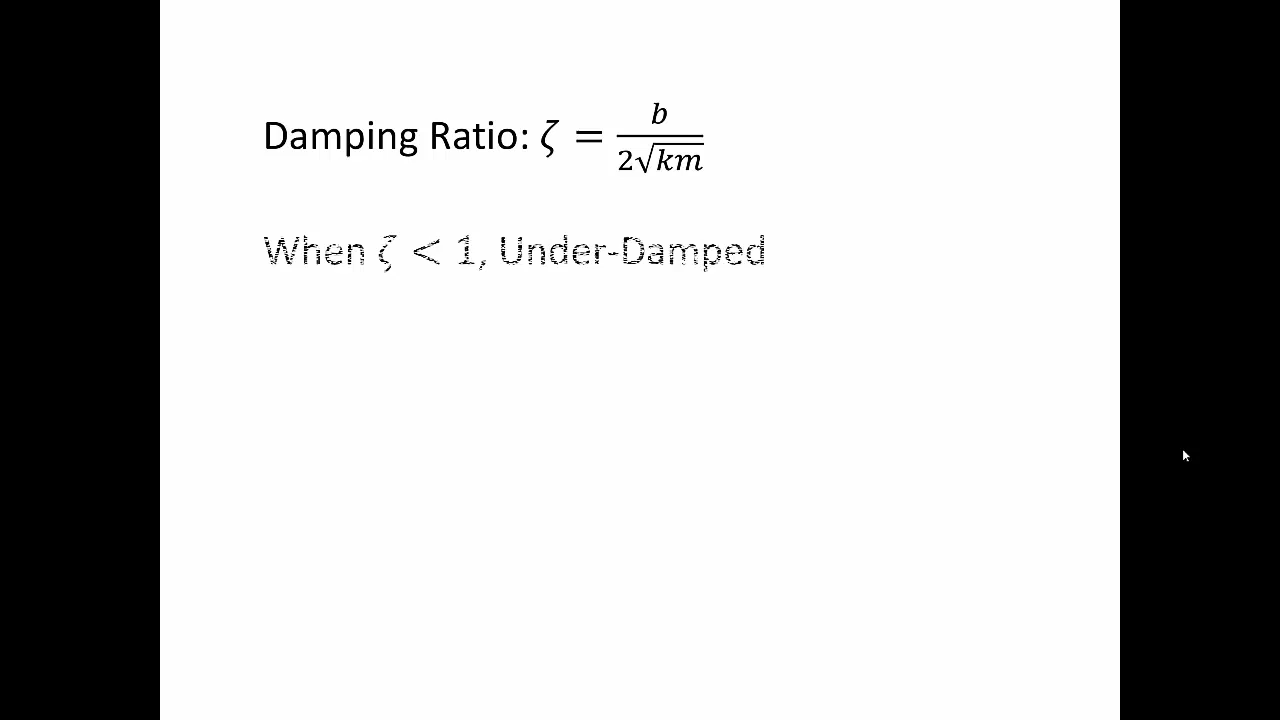 Damping Ratio: ζ = b / 2√km
When ζ < 1, Under-Damped